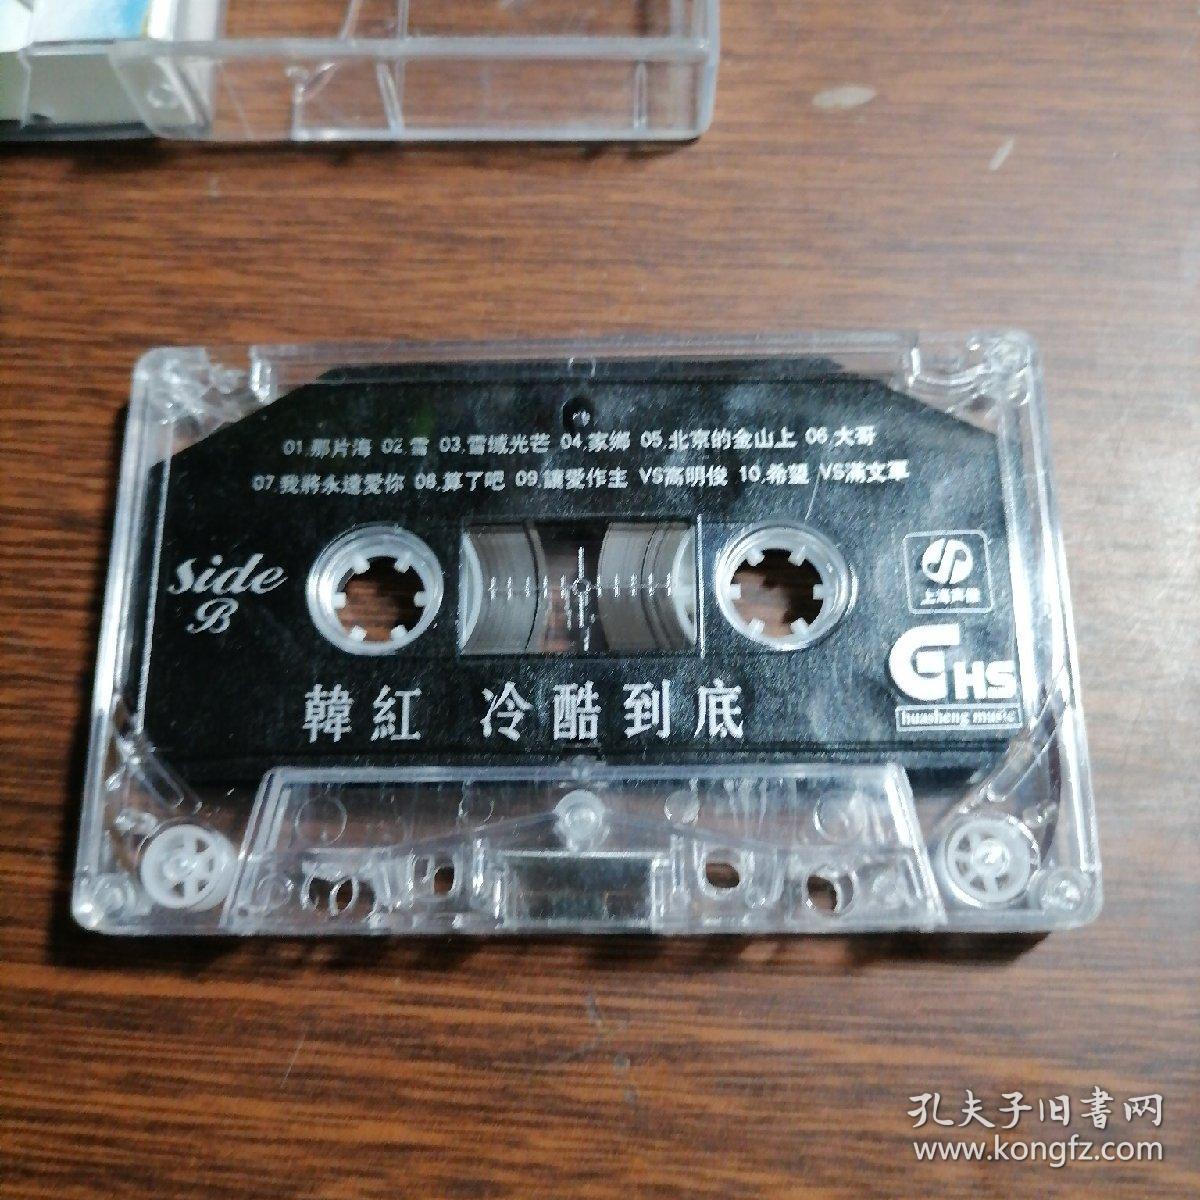 01.那片海 02.雪 03.雪域光芒 04.家鄉 05.北京的金山上 06.大哥
07.我將永遠愛你 08.算了吧 09.讓愛作主 VS高明俊 10.希望 VS滿文軍
Side
B
上海声像
HS
huasheng music
韓紅 冷酷到底
孔夫子旧書网
www.kongfz.com